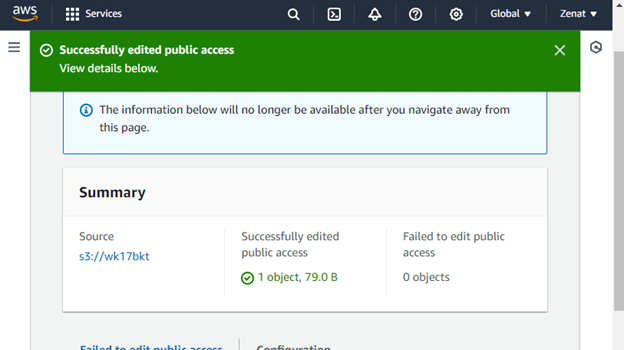 aws Services Global Zenat
Successfully edited public access
View details below.
The information below will no longer be available after you navigate away from
this page.
Summary
Source
s3://wk17bkt
Successfully edited
public access
1 object, 79.0 B
Failed to edit public
access
0 objects
Failed to edit public access
Configuration